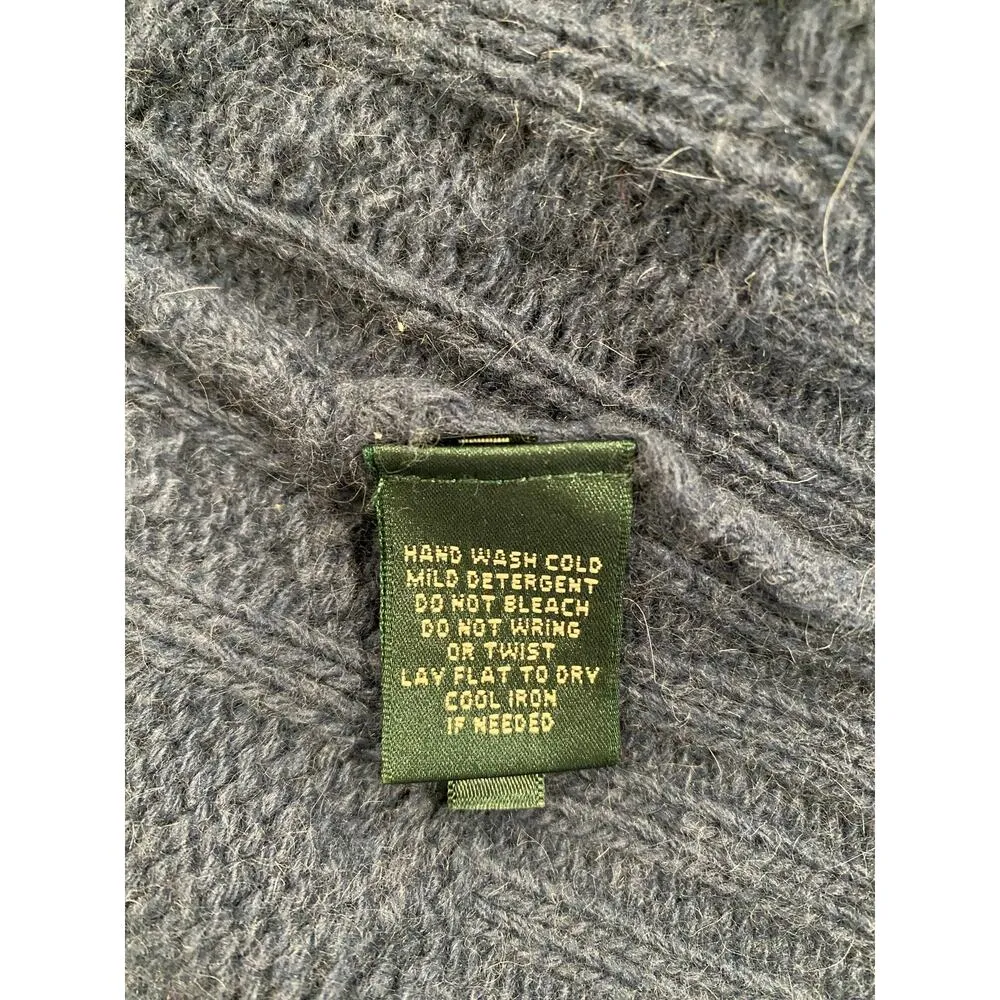 HAND WASH COLD
MILD DETERGENT
DO NOT BLEACH
DO NOT WRING
OR TWIST
LAY FLAT TO DRY
COOL IRON
IF NEEDED